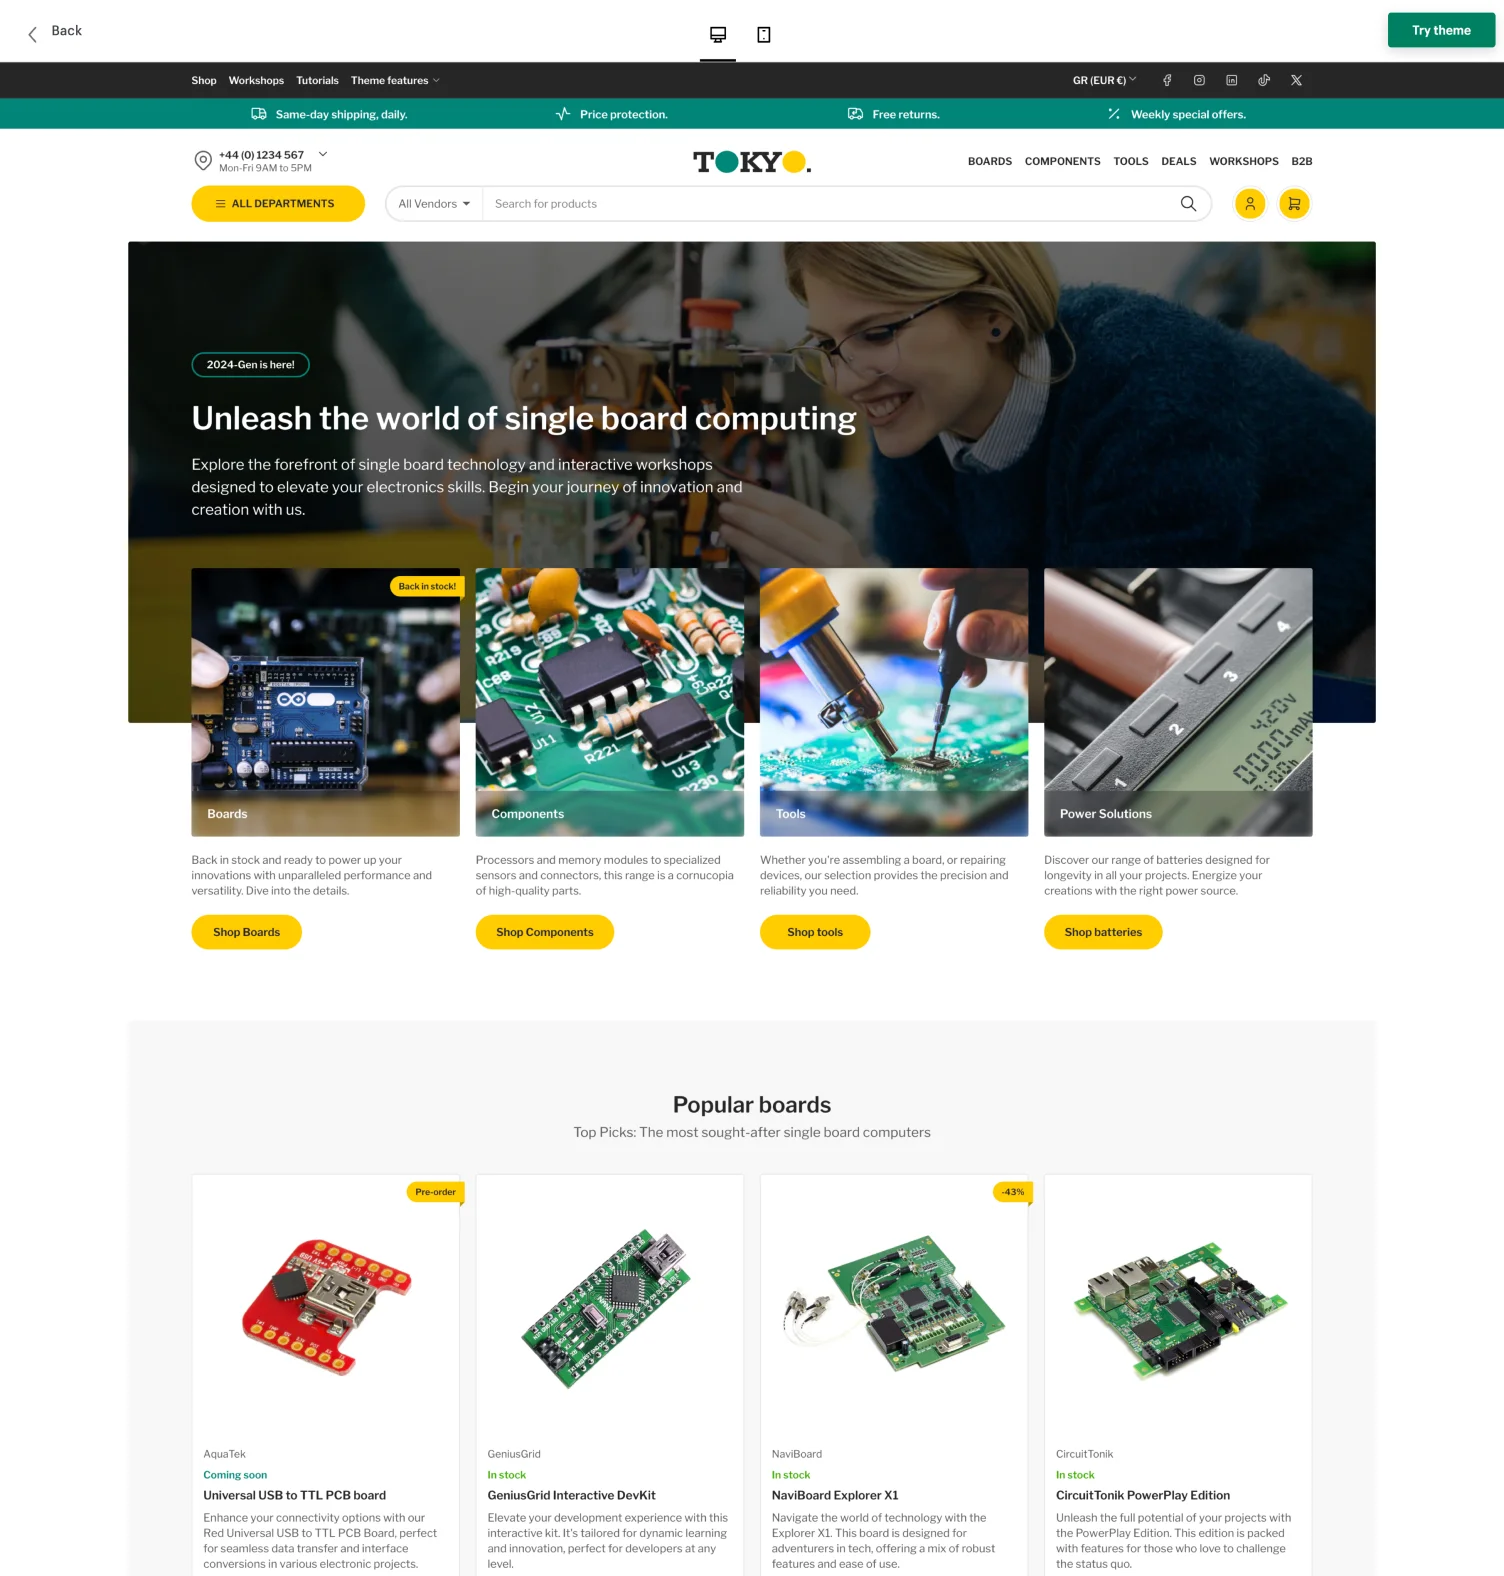 Back
Try theme
Shop Workshops Tutorials Theme features
GR (EUR €)
Same-day shipping, daily. Price protection. Free returns. Weekly special offers.
+44 (0) 1234 567
Mon-Fri 9AM to 5PM
TOKYO.
BOARDS COMPONENTS TOOLS DEALS WORKSHOPS B2B
ALL DEPARTMENTS
All Vendors Search for products
2024-Gen is here!
Unleash the world of single board computing
Explore the forefront of single board technology and interactive workshops
designed to elevate your electronics skills. Begin your journey of innovation and
creation with us.
Back in stock!
R219
C89
U2
U11
R221
U13
R230
4
3
2
1
Boards
Components
Tools
Power Solutions
Back in stock and ready to power up your
innovations with unparalleled performance and
versatility. Dive into the details.
Shop Boards
Processors and memory modules to specialized
sensors and connectors, this range is a cornucopia
of high-quality parts.
Shop Components
Whether you're assembling a board, or repairing
devices, our selection provides the precision and
reliability you need.
Shop tools
Discover our range of batteries designed for
longevity in all your projects. Energize your
creations with the right power source.
Shop batteries
Popular boards
Top Picks: The most sought-after single board computers
Pre-order
AquaTek
Coming soon
Universal USB to TTL PCB board
Enhance your connectivity options with our
Red Universal USB to TTL PCB Board, perfect
for seamless data transfer and interface
conversions in various electronic projects.
GeniusGrid
In stock
GeniusGrid Interactive DevKit
Elevate your development experience with this
interactive kit. It's tailored for dynamic learning
and innovation, perfect for developers at any
level.
-43%
NaviBoard
In stock
NaviBoard Explorer X1
Navigate the world of technology with the
Explorer X1. This board is designed for
adventurers in tech, offering a mix of robust
features and ease of use.
CircuitTonik
In stock
CircuitTonik PowerPlay Edition
Unleash the full potential of your projects with
the PowerPlay Edition. This edition is packed
with features for those who love to challenge
the status quo.